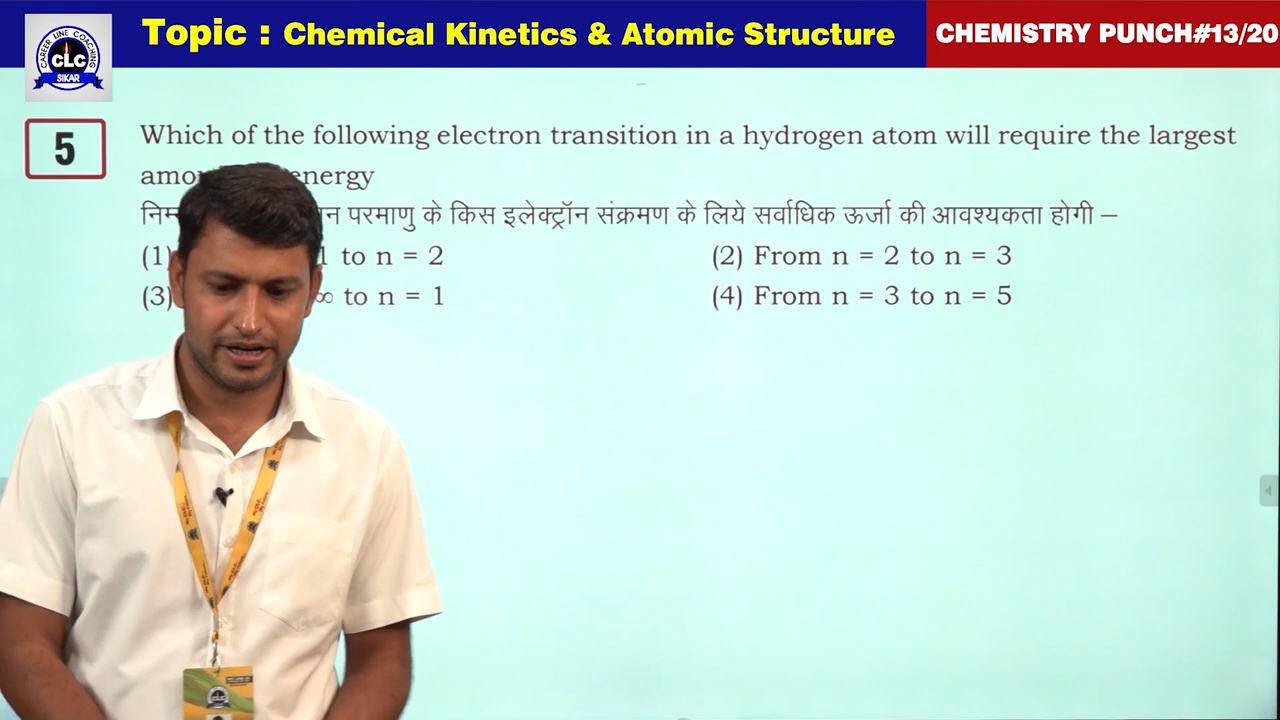 Topic : Chemical Kinetics & Atomic Structure
CHEMISTRY PUNCH#13/20
CAREER LINE COACHING
CLC
SIKAR
5
Which of the following electron transition in a hydrogen atom will require the largest
energy
परमाणु के किस इलेक्ट्रॉन संक्रमण के लिये सर्वाधिक ऊर्जा की आवश्यकता होगी –
(1) 1 to n = 2
(2) From n = 2 to n = 3
(3) ∞ to n = 1
(4) From n = 3 to n = 5
CLC